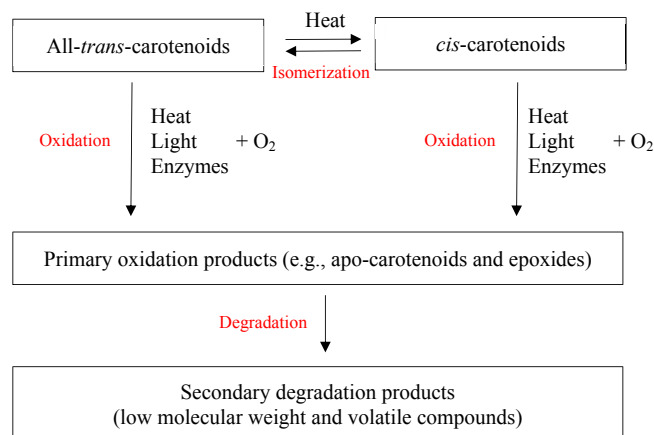 Heat
All-trans-carotenoids
cis-carotenoids
Isomerization
Heat
Oxidation
Light
+ O₂
Enzymes
Heat
Oxidation
Light
+ O₂
Enzymes
Primary oxidation products (e.g., apo-carotenoids and epoxides)
Degradation
Secondary degradation products
(low molecular weight and volatile compounds)